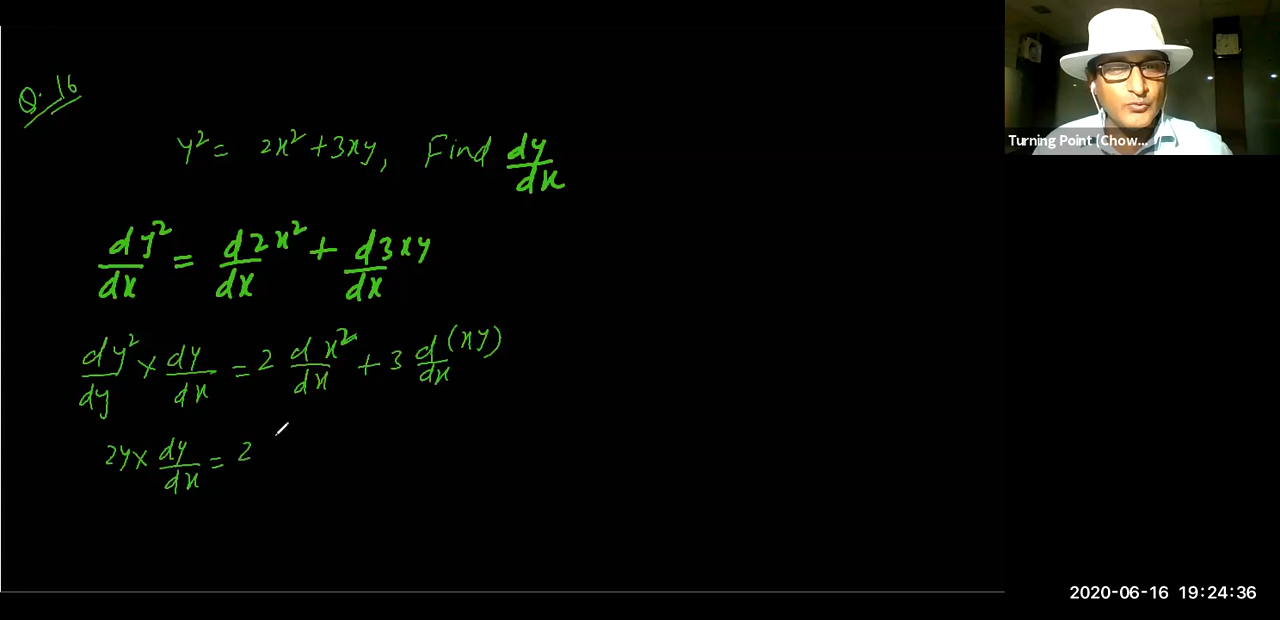 Q. 16
y² = 2x² + 3xy, Find dy/dx
dy²/dx = d2x²/dx + d3xy/dx
dy²/dy × dy/dx = 2 dx²/dx + 3 d(xy)/dx
2y × dy/dx = 2
Turning Point (Chow...
2020-06-16 19:24:36